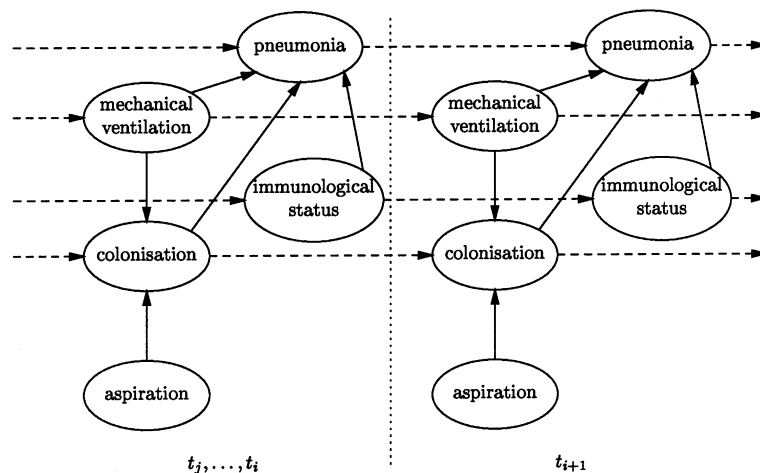 pneumonia
mechanical
ventilation
immunological
status
colonisation
aspiration
t_j, . . . , t_i
pneumonia
mechanical
ventilation
immunological
status
colonisation
aspiration
t_{i+1}